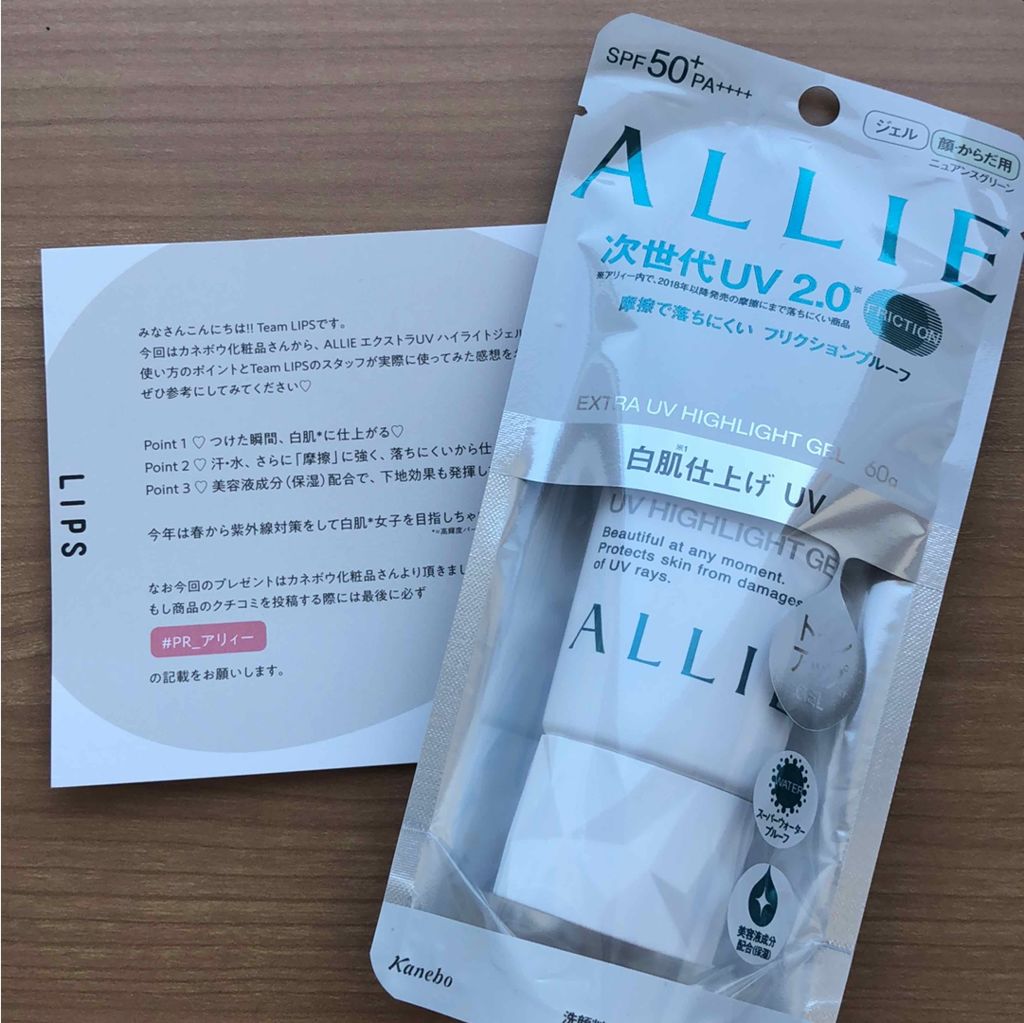 みなさんこんにちは!! Team LIPSです。
今回はカネボウ化粧品さんから、ALLIE エクストラUV ハイライトジェル
使い方のポイントとTeam LIPSのスタッフが実際に使ってみた感想を
ぜひ参考にしてみてください♡
Point 1 ♡ つけた瞬間、白肌*に仕上がる♡
Point 2 ♡ 汗・水、さらに「摩擦」に強く、落ちにくいから仕
Point 3 ♡ 美容液成分（保湿）配合で、下地効果も発揮し
今年は春から紫外線対策をして白肌*女子を目指しちゃ
*=高輝度パー
なお今回のプレゼントはカネボウ化粧品さんより頂きまし
もし商品のクチコミを投稿する際には最後に必ず
#PR_アリィー
の記載をお願いします。
LIPS
SPF50+ PA++++
ジェル
顔・からだ用
ニュアンスグリーン
ALLIE
次世代UV 2.0※
※アリィー内で、2018年以降発売の摩擦にまで落ちにくい商品
摩擦で落ちにくい フリクションプルーフ
FRICTION
EXTRA UV HIGHLIGHT GEL 60g
白肌※1仕上げ UV
UV HIGHLIGHT GE
Beautiful at any moment.
Protects skin from damages
of UV rays.
ALLIE
GEL
WATER
スーパーウォーター
プルーフ
美容液成分
配合(保湿)
Kanebo